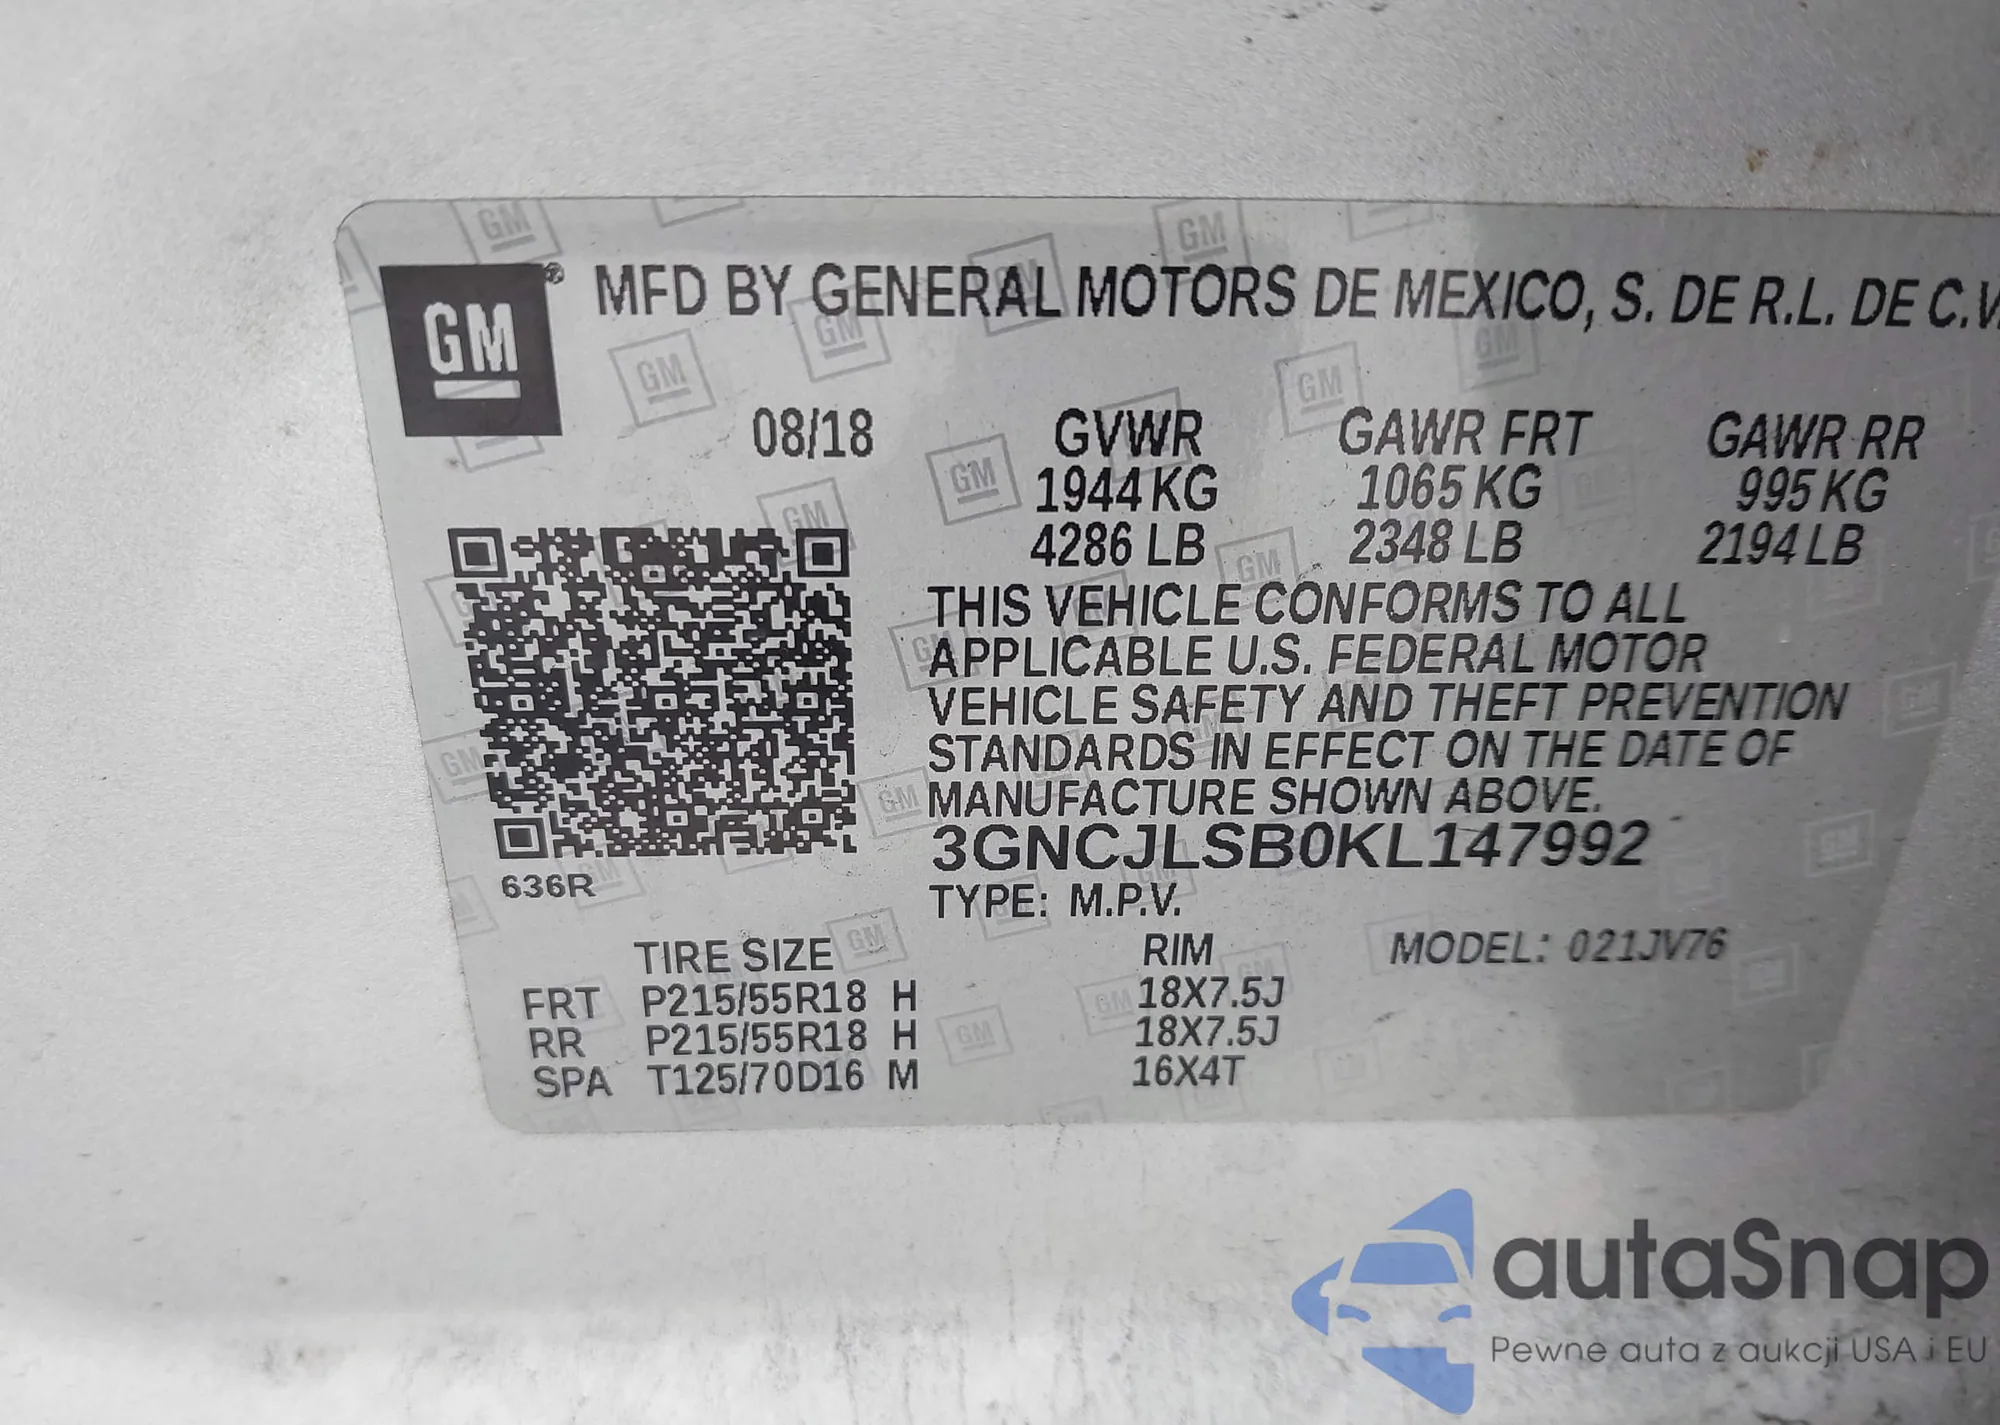 GM ® MFD BY GENERAL MOTORS DE MEXICO, S. DE R.L. DE C.V.
08/18 GVWR GAWR FRT GAWR RR
1944 KG 1065 KG 995 KG
4286 LB 2348 LB 2194 LB
THIS VEHICLE CONFORMS TO ALL
APPLICABLE U.S. FEDERAL MOTOR
VEHICLE SAFETY AND THEFT PREVENTION
STANDARDS IN EFFECT ON THE DATE OF
MANUFACTURE SHOWN ABOVE.
3GNCJLSB0KL147992
636R
TYPE: M.P.V.
TIRE SIZE RIM MODEL: 021JV76
FRT P215/55R18 H 18X7.5J
RR P215/55R18 H 18X7.5J
SPA T125/70D16 M 16X4T
autaSnap
Pewne auta z aukcji USA i EU